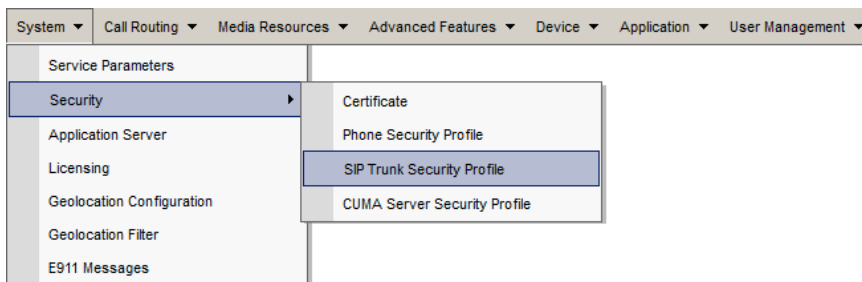 System Call Routing Media Resources Advanced Features Device Application User Management
Service Parameters
Security
Certificate
Application Server
Phone Security Profile
Licensing
SIP Trunk Security Profile
Geolocation Configuration
CUMA Server Security Profile
Geolocation Filter
E911 Messages